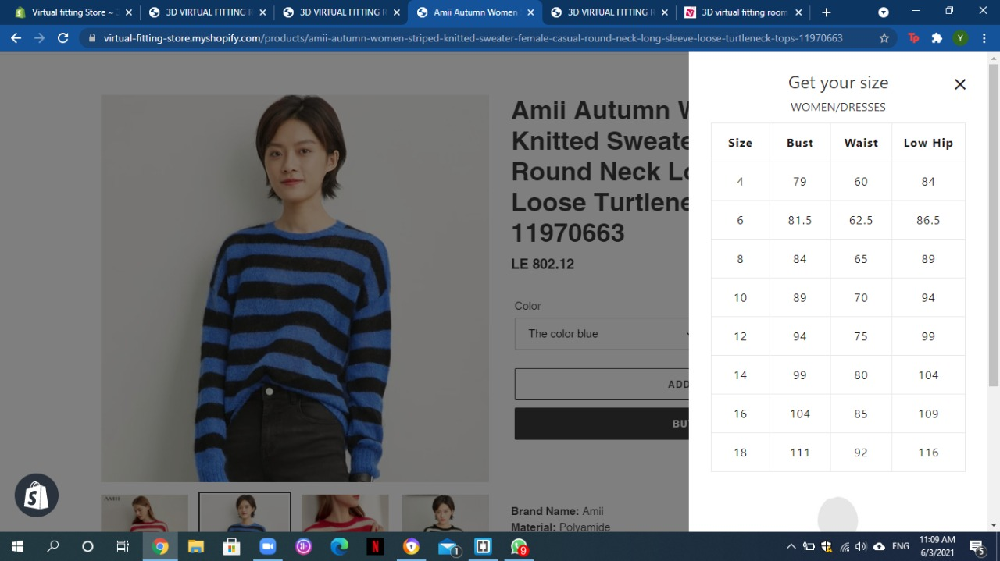 Virtual fitting Store ~
3D VIRTUAL FITTING R
3D VIRTUAL FITTING R
Amii Autumn Women
3D VIRTUAL FITTING R
3D virtual fitting room
virtual-fitting-store.myshopify.com/products/amii-autumn-women-striped-knitted-sweater-female-casual-round-neck-long-sleeve-loose-turtleneck-tops-11970663
Tp
Y
Amii Autumn W
Knitted Sweate
Round Neck Lo
Loose Turtlene
11970663
LE 802.12
Color
The color blue
ADD
BU
AMII
Brand Name: Amii
Material: Polyamide
Get your size
WOMEN/DRESSES
Size Bust Waist Low Hip
4 79 60 84
6 81.5 62.5 86.5
8 84 65 89
10 89 70 94
12 94 75 99
14 99 80 104
16 104 85 109
18 111 92 116
1
9
ENG
11:09 AM
6/3/2021
5